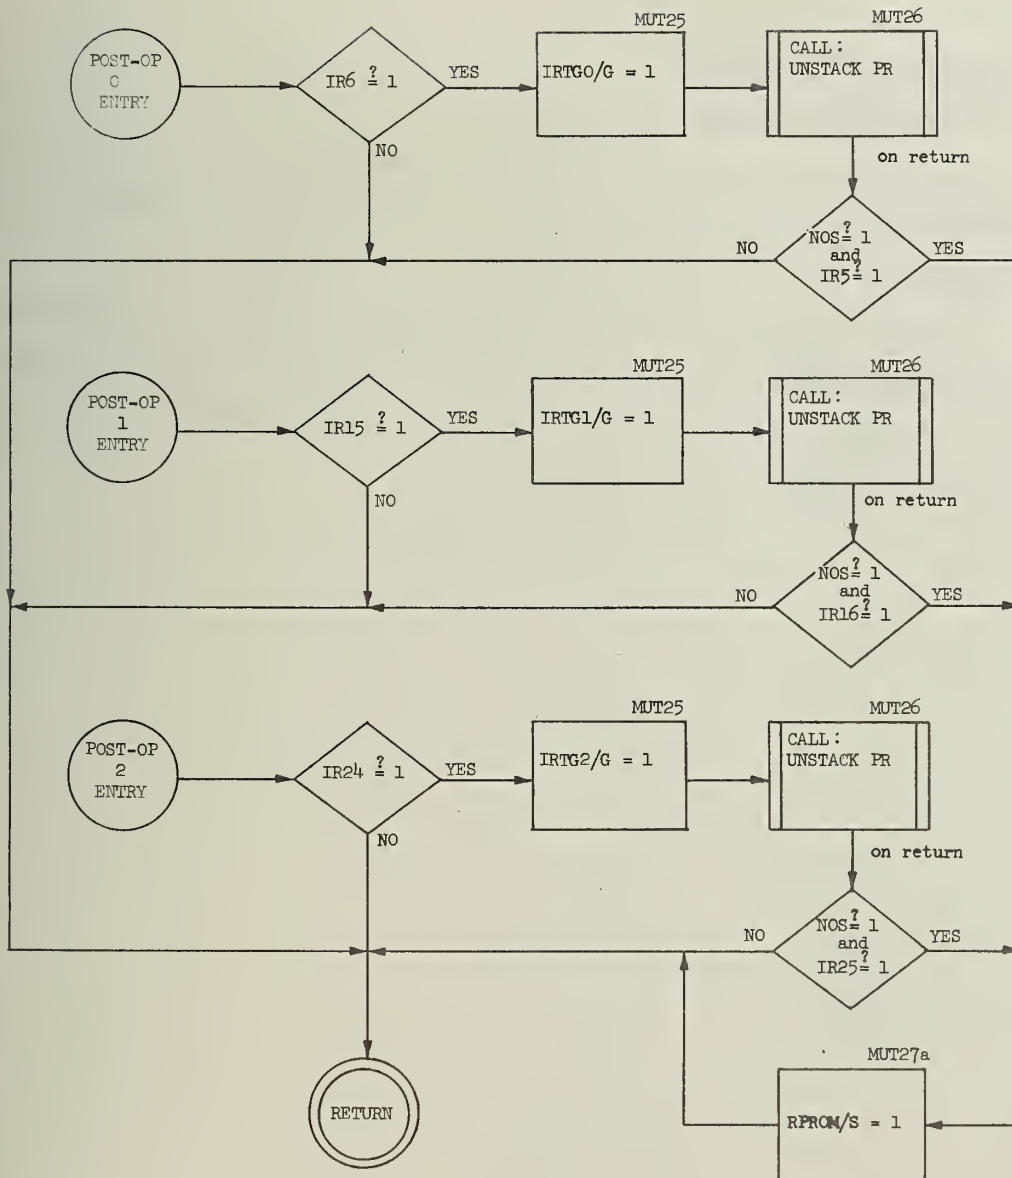 MUT25
MUT26
POST-OP
0
ENTRY
IR6 ≟ 1
YES
IRTG0/G = 1
CALL:
UNSTACK PR
NO
on return
NOS ≟ 1
and
IR5 ≟ 1
NO
YES
MUT25
MUT26
POST-OP
1
ENTRY
IR15 ≟ 1
YES
IRTG1/G = 1
CALL:
UNSTACK PR
NO
on return
NOS ≟ 1
and
IR16 ≟ 1
NO
YES
MUT25
MUT26
POST-OP
2
ENTRY
IR24 ≟ 1
YES
IRTG2/G = 1
CALL:
UNSTACK PR
NO
on return
NOS ≟ 1
and
IR25 ≟ 1
NO
YES
MUT27a
RETURN
RPROM/S = 1